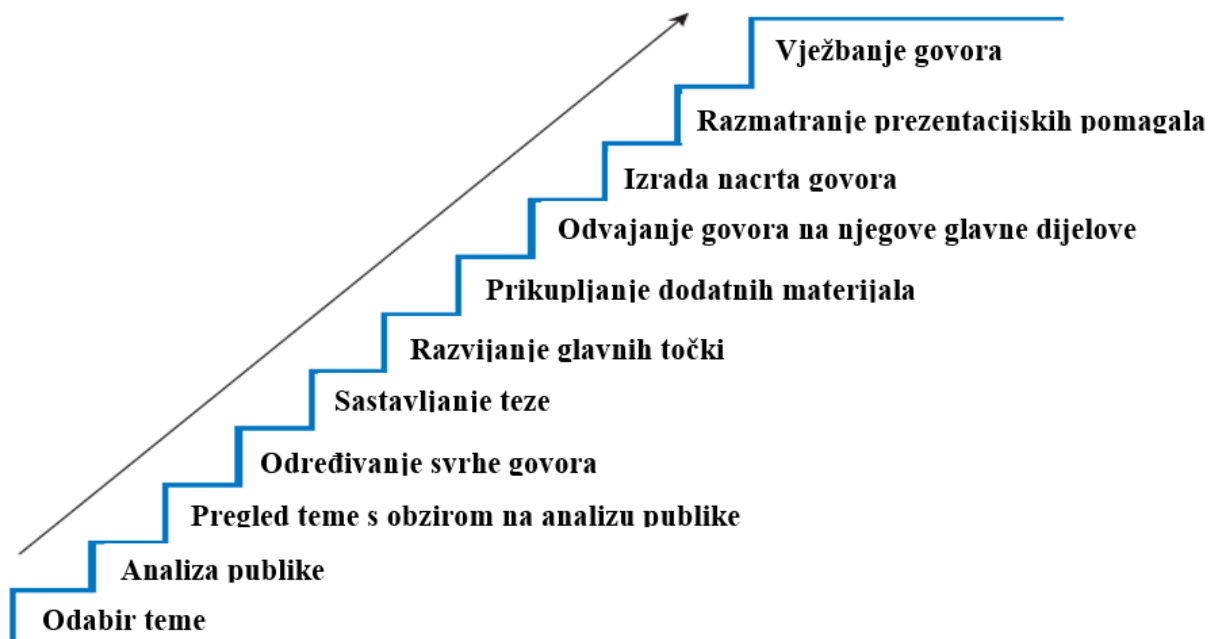 Vježbanje govora
Razmatranje prezentacijskih pomagala
Izrada nacrta govora
Odvajanje govora na njegove glavne dijelove
Prikupljanje dodatnih materijala
Razvijanje glavnih točki
Sastavljanje teze
Određivanje svrhe govora
Pregled teme s obzirom na analizu publike
Analiza publike
Odabir teme